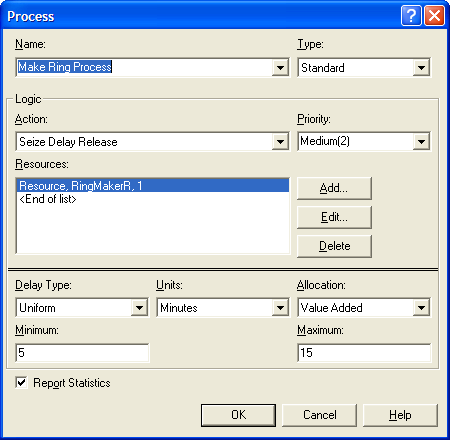 Process
Name: Type:
Make Ring Process Standard
Logic
Action: Priority:
Seize Delay Release Medium(2)
Resources:
Resource, RingMakerR, 1
<End of list>
Add...
Edit...
Delete
Delay Type: Units: Allocation:
Uniform Minutes Value Added
Minimum: Maximum:
5 15
Report Statistics
OK Cancel Help